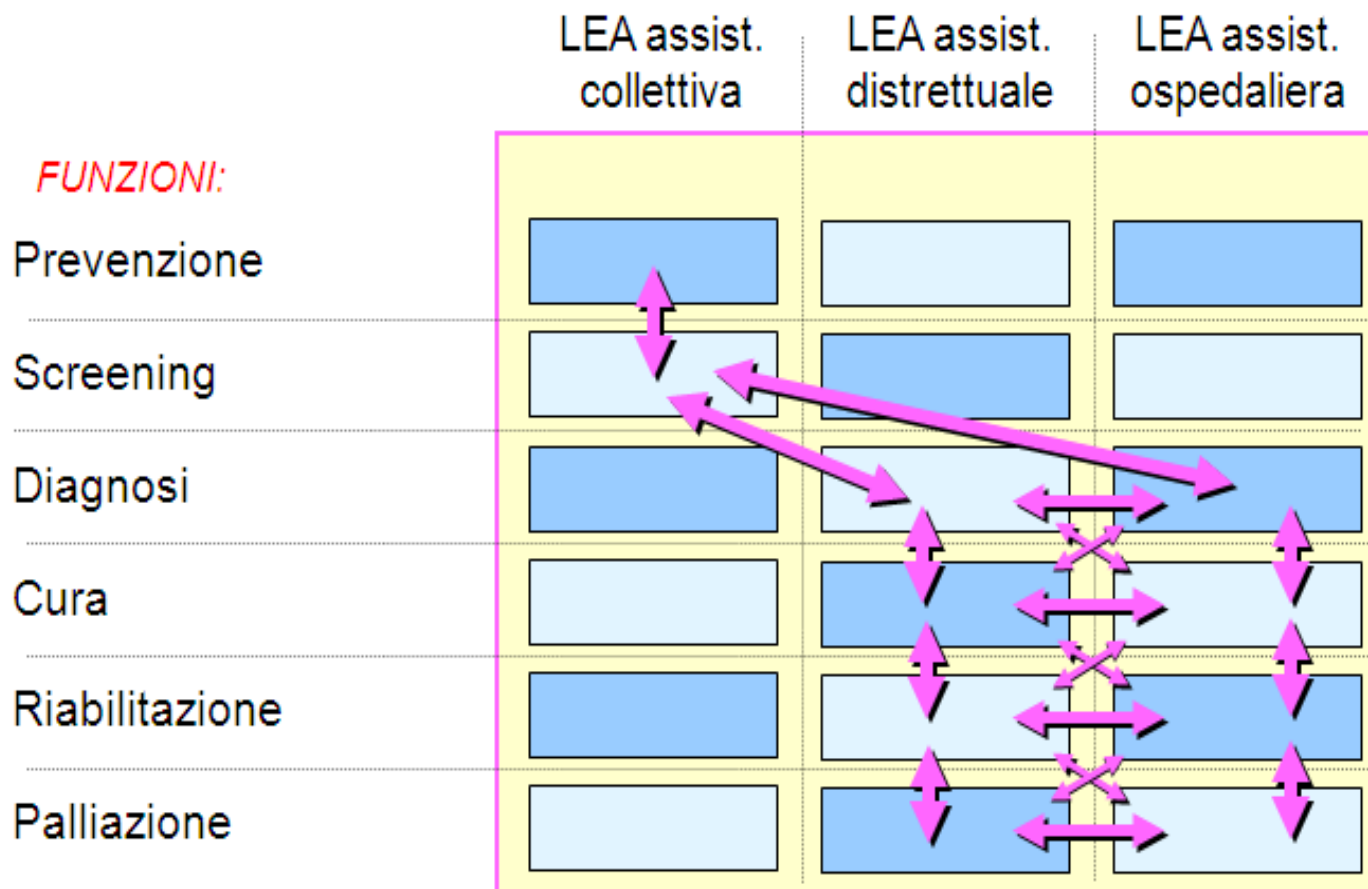 LEA assist. collettiva
LEA assist. distrettuale
LEA assist. ospedaliera
FUNZIONI:
Prevenzione
Screening
Diagnosi
Cura
Riabilitazione
Palliazione